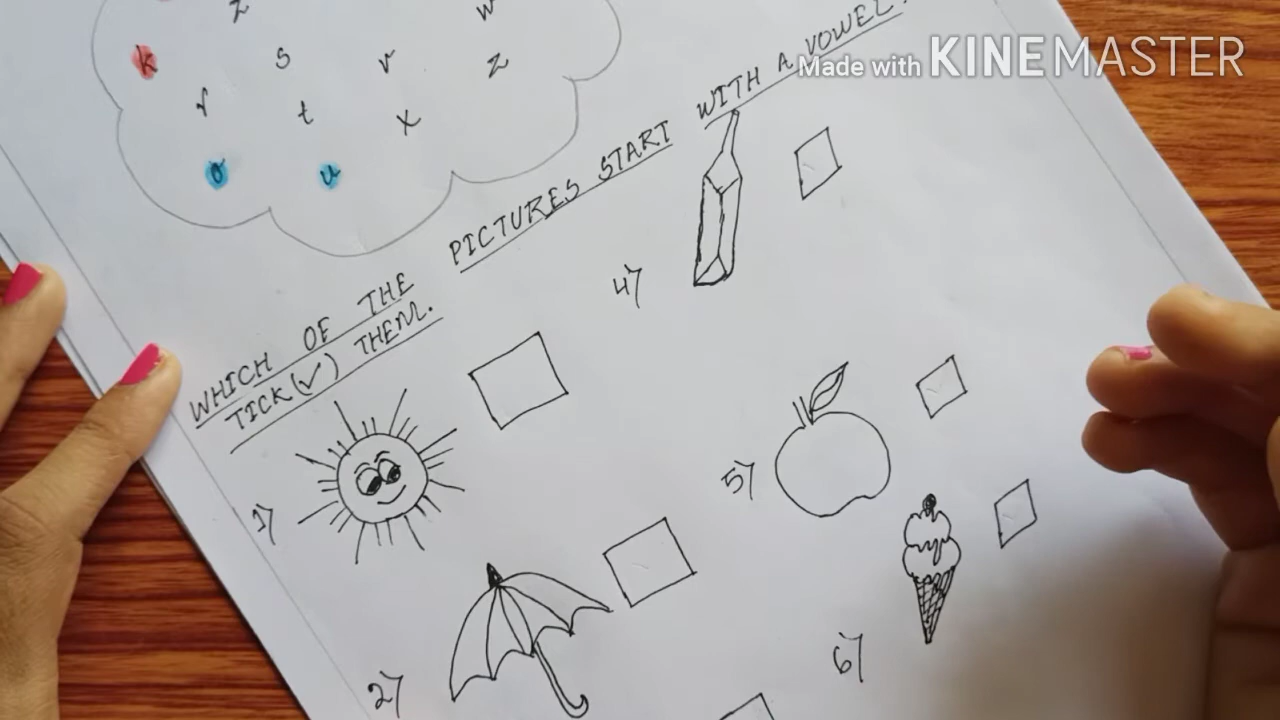 Made with KINEMASTER
z w
k s r z
r t x
o u
WHICH OF THE PICTURES START WITH A VOWEL?
TICK (✓) THEM.
1)
2)
4)
5)
6)